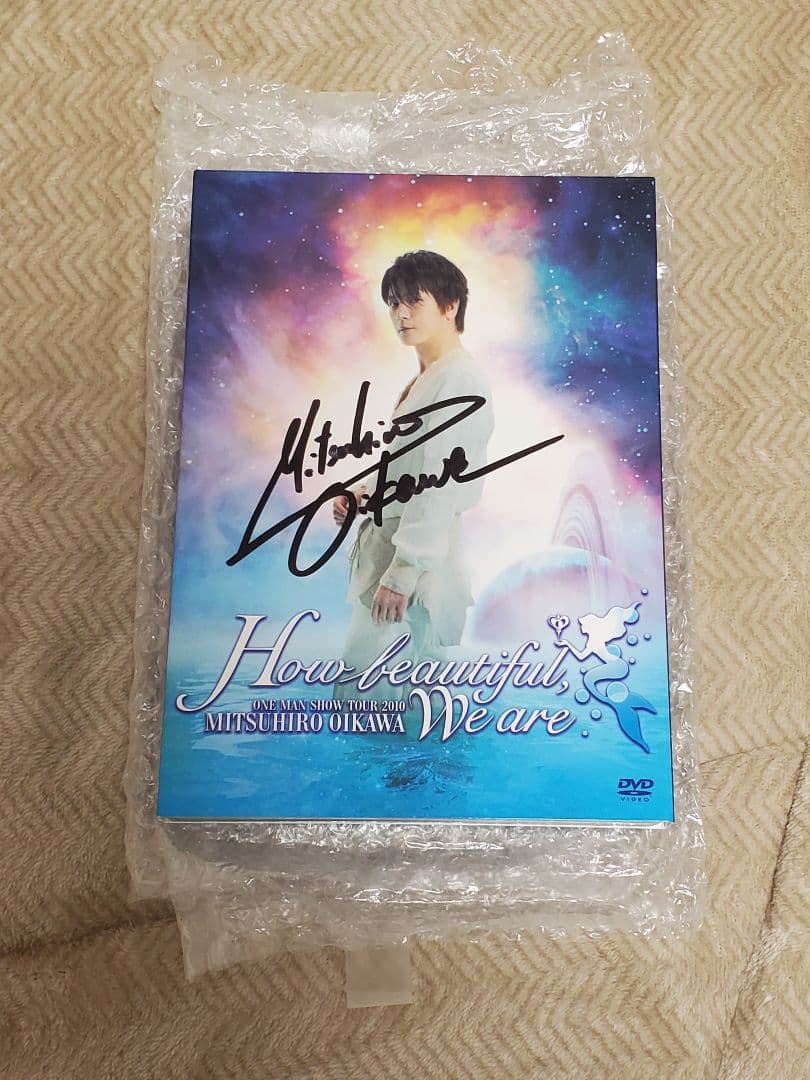 Mitsuhiro
Oikawa
How beautiful,
We are
ONE MAN SHOW TOUR 2010
MITSUHIRO OIKAWA
DVD
VIDEO